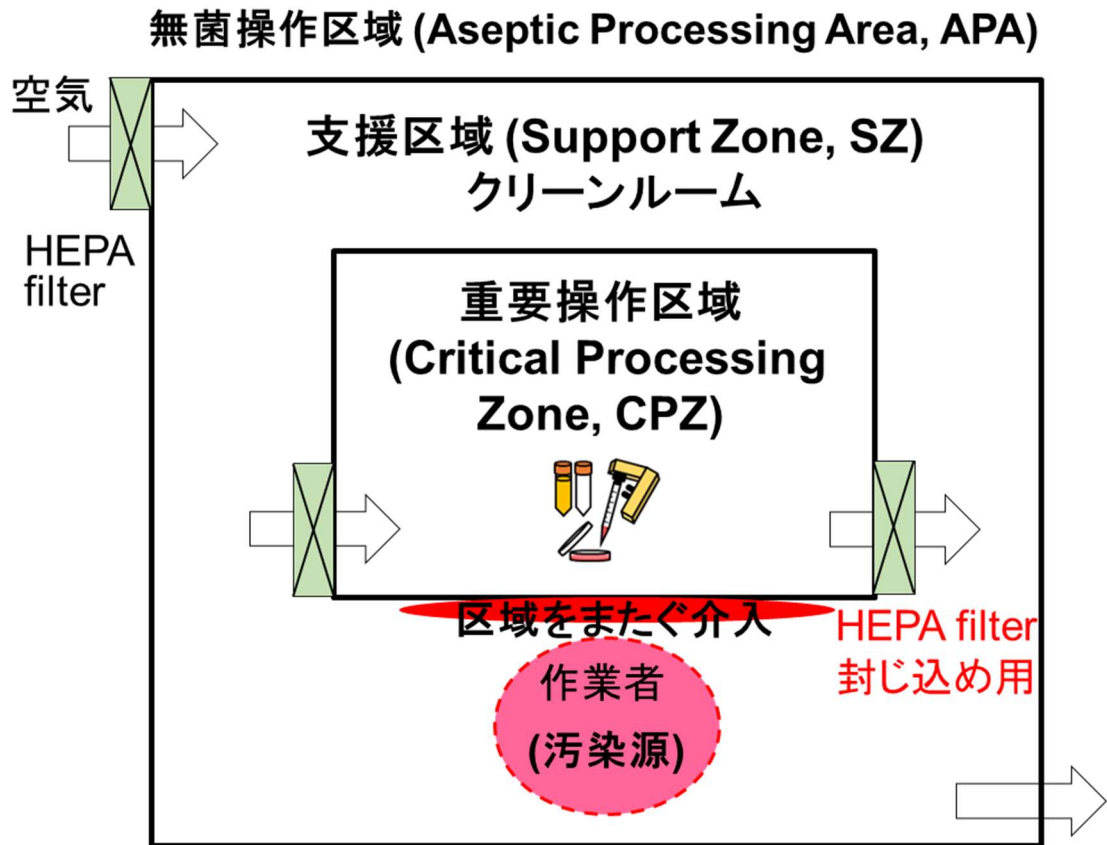 無菌操作区域 (Aseptic Processing Area, APA)
空気
支援区域 (Support Zone, SZ)
クリーンルーム
HEPA
filter
重要操作区域
(Critical Processing
Zone, CPZ)
区域をまたぐ介入
HEPA filter
封じ込め用
作業者
(汚染源)